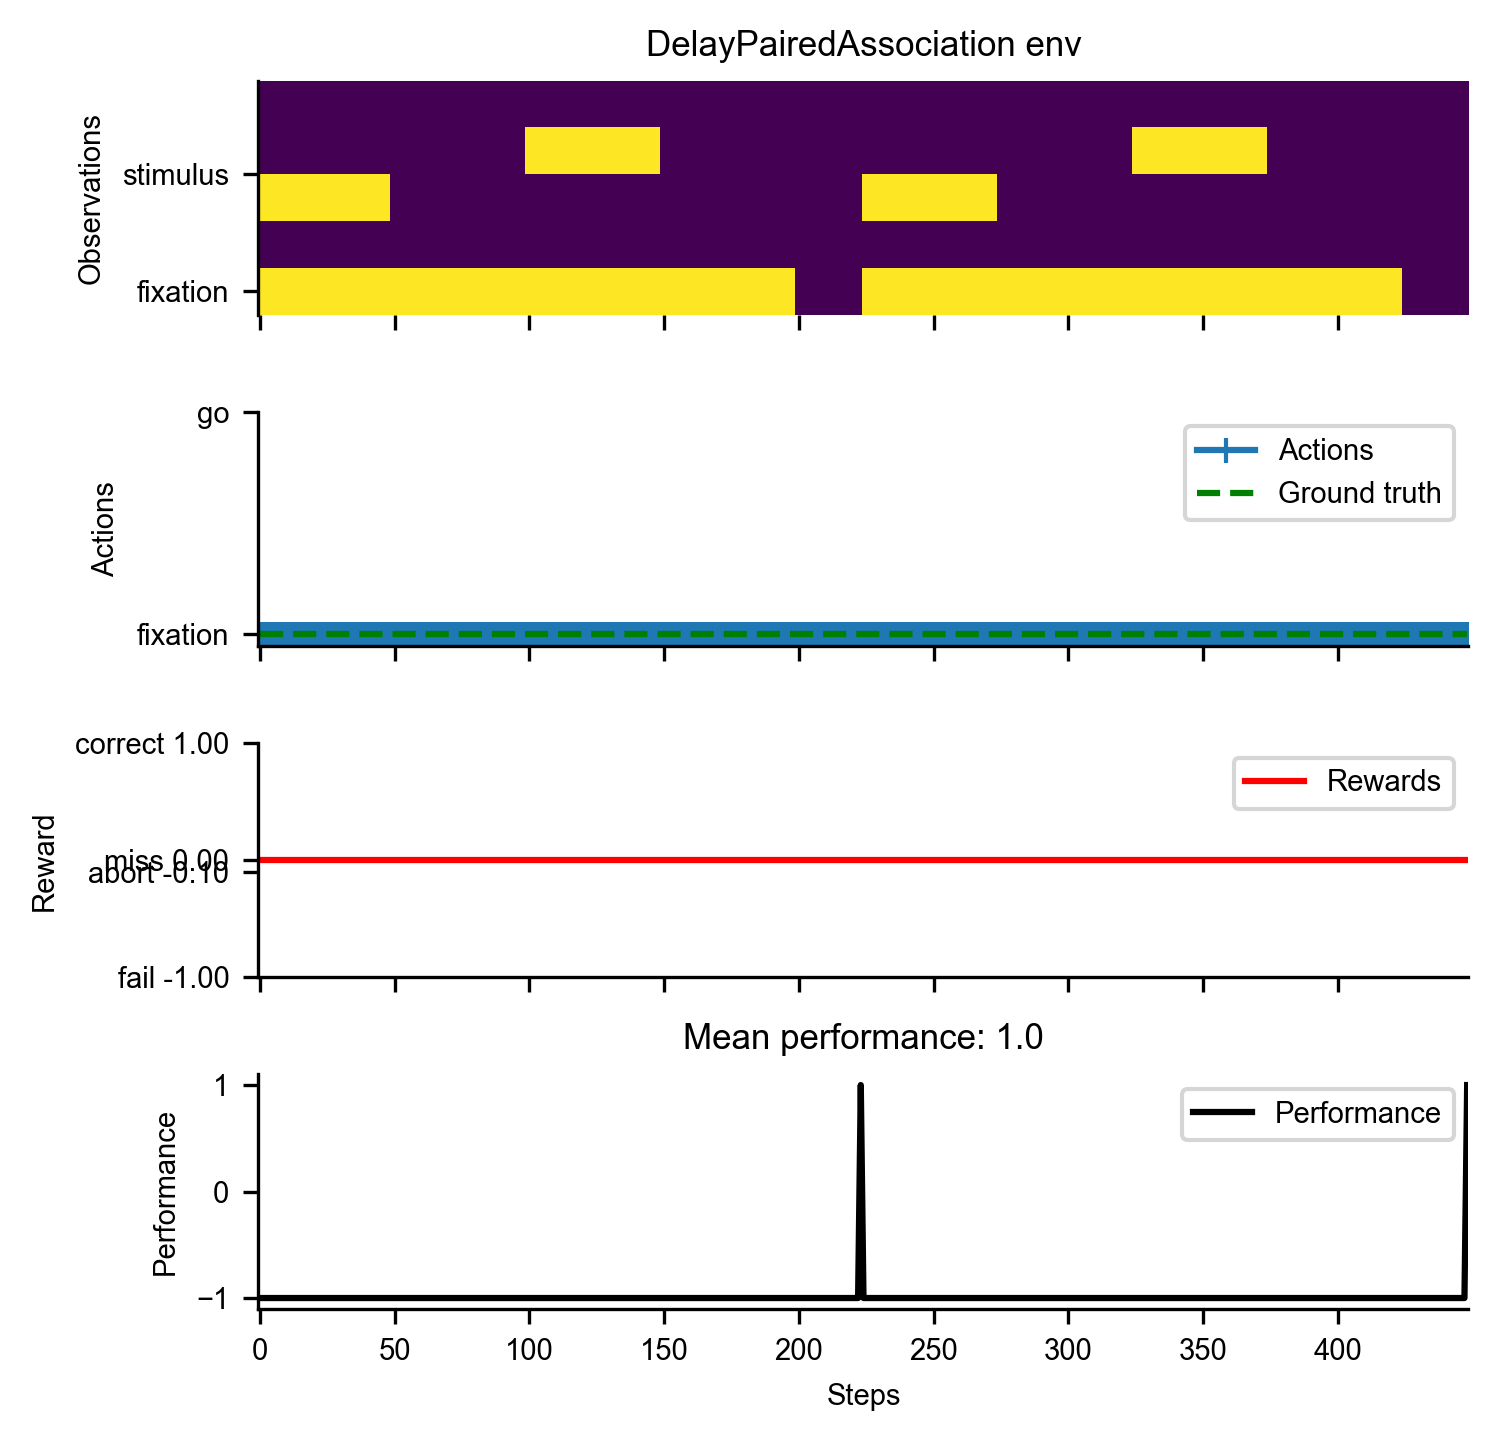 DelayPairedAssociation env
Observations
stimulus
fixation
Actions
go
fixation
Actions
Ground truth
Reward
correct 1.00
miss 0.00
abort -0.10
fail -1.00
Rewards
Mean performance: 1.0
Performance
1
0
−1
Performance
0 50 100 150 200 250 300 350 400
Steps